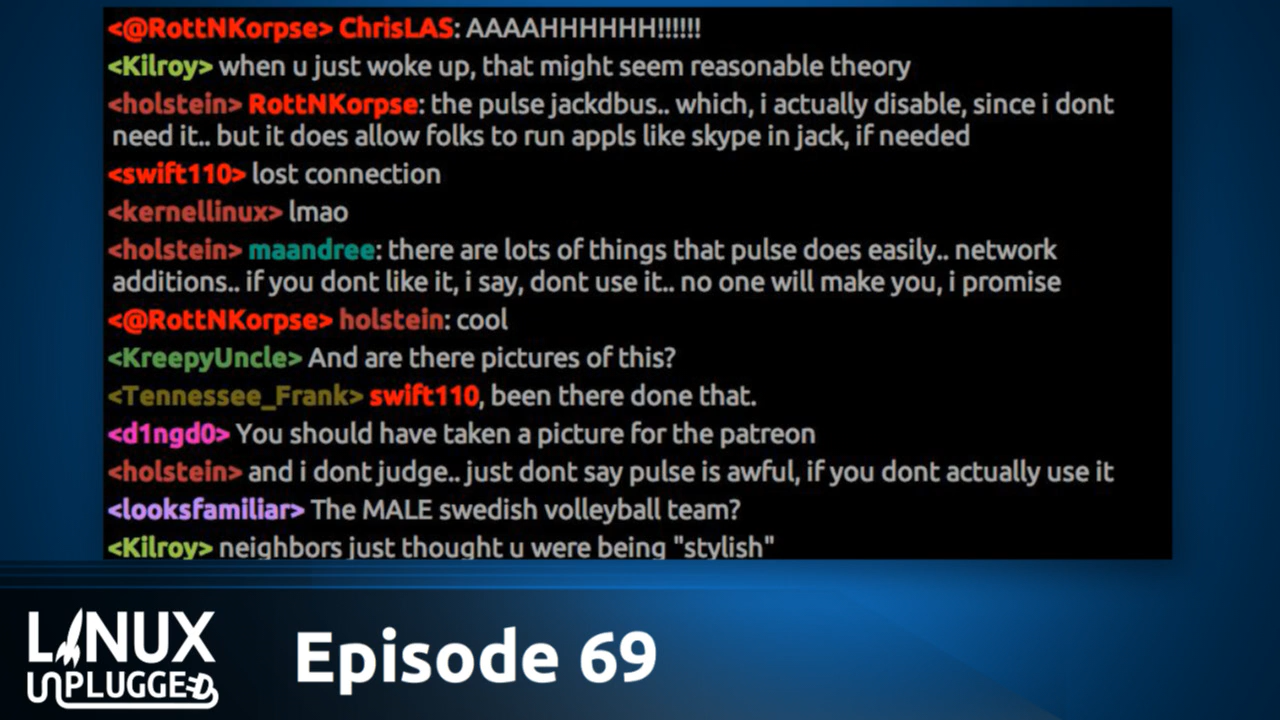 <@RottNKorpse> ChrisLAS: AAAAHHHHHH!!!!!!
<Kilroy> when u just woke up, that might seem reasonable theory
<holstein> RottNKorpse: the pulse jackdbus.. which, i actually disable, since i dont
need it.. but it does allow folks to run appls like skype in jack, if needed
<swift110> lost connection
<kernellinux> lmao
<holstein> maandree: there are lots of things that pulse does easily.. network
additions.. if you dont like it, i say, dont use it.. no one will make you, i promise
<@RottNKorpse> holstein: cool
<KreepyUncle> And are there pictures of this?
<Tennessee_Frank> swift110, been there done that.
<d1ngd0> You should have taken a picture for the patreon
<holstein> and i dont judge.. just dont say pulse is awful, if you dont actually use it
<looksfamiliar> The MALE swedish volleyball team?
<Kilroy> neighbors just thought u were being "stylish"
LINUX
UNPLUGGED
Episode 69